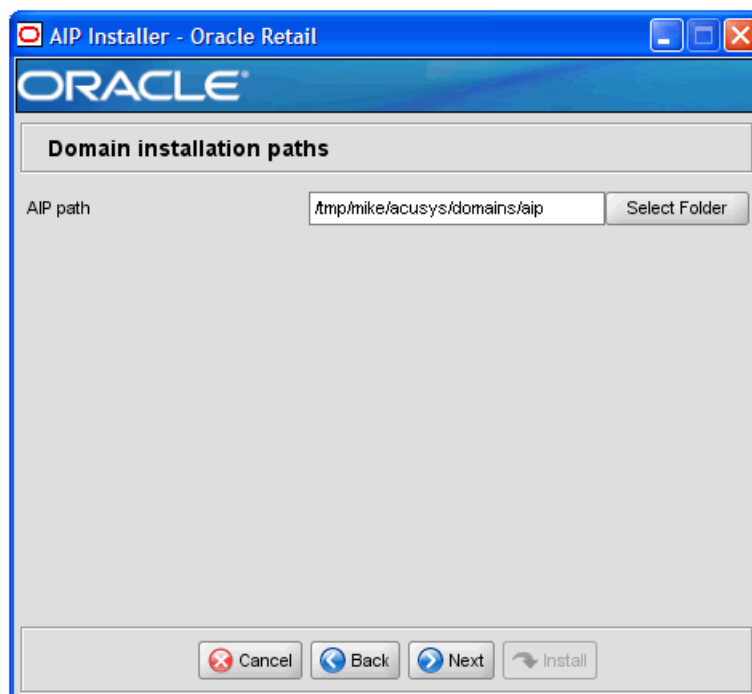 AIP Installer - Oracle Retail
ORACLE®
Domain installation paths
AIP path
/tmp/mike/acusys/domains/aip
Select Folder
Cancel
Back
Next
Install